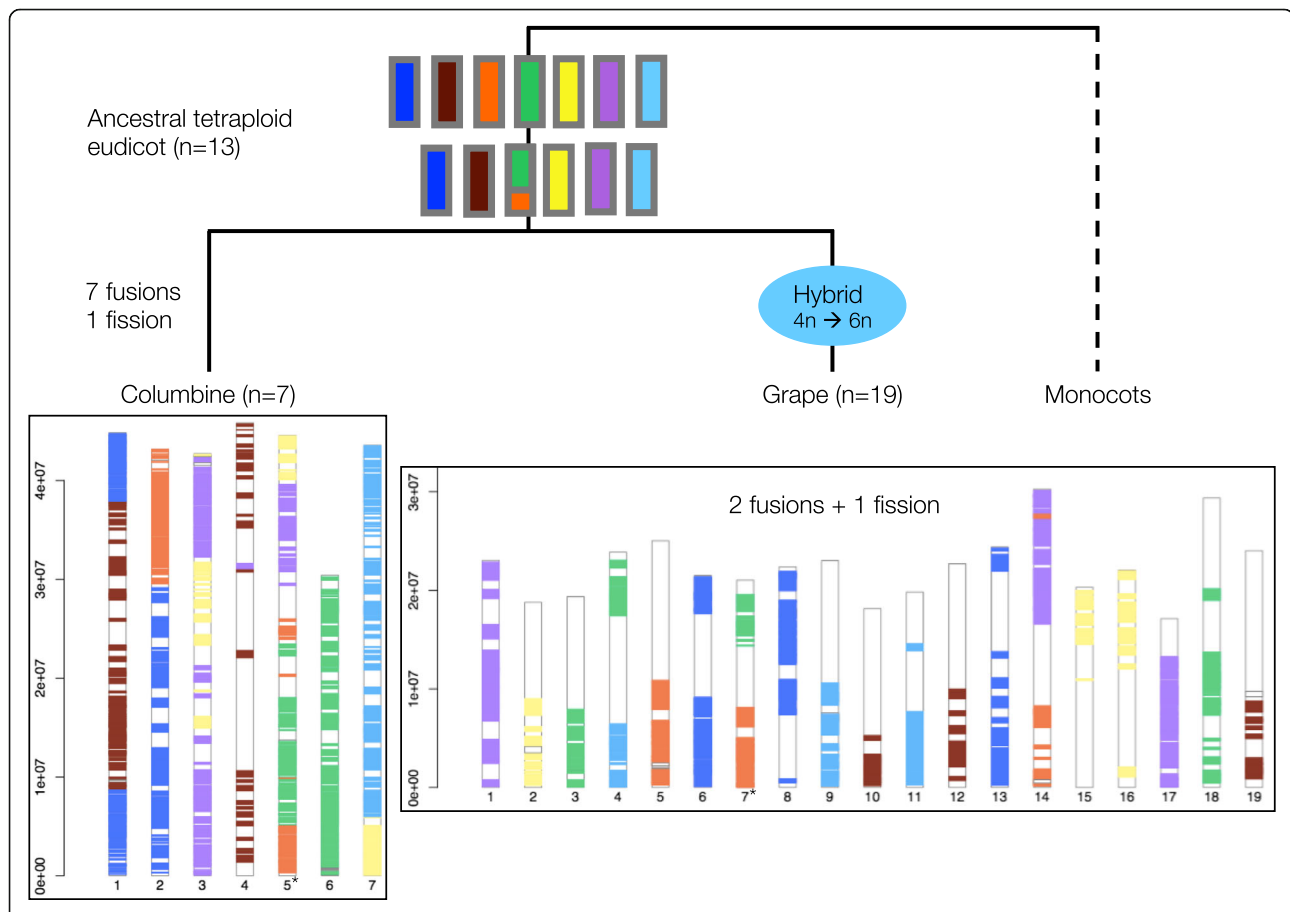 Ancestral tetraploid
eudicot (n=13)
7 fusions
1 fission
Hybrid
4n → 6n
Columbine (n=7)
Grape (n=19)
Monocots
4e+07
3e+07
2e+07
1e+07
0e+00
1 2 3 4 5* 6 7
2 fusions + 1 fission
3e+07
2e+07
1e+07
0e+00
1 2 3 4 5 6 7* 8 9 10 11 12 13 14 15 16 17 18 19